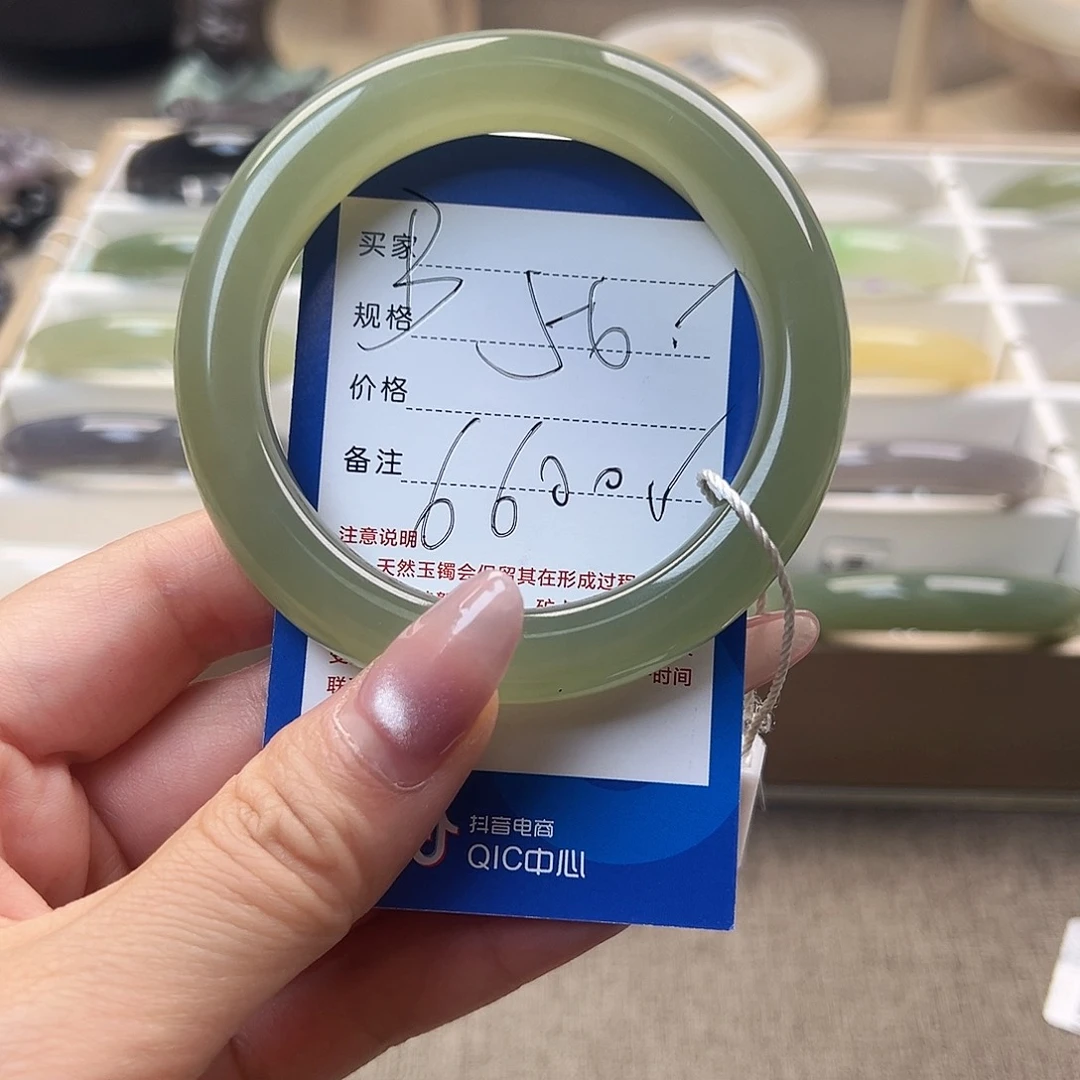 买家
规格 56
价格
备注 6600
注意说明
天然玉镯会保留其在形成过程
时间
抖音电商
QIC中心